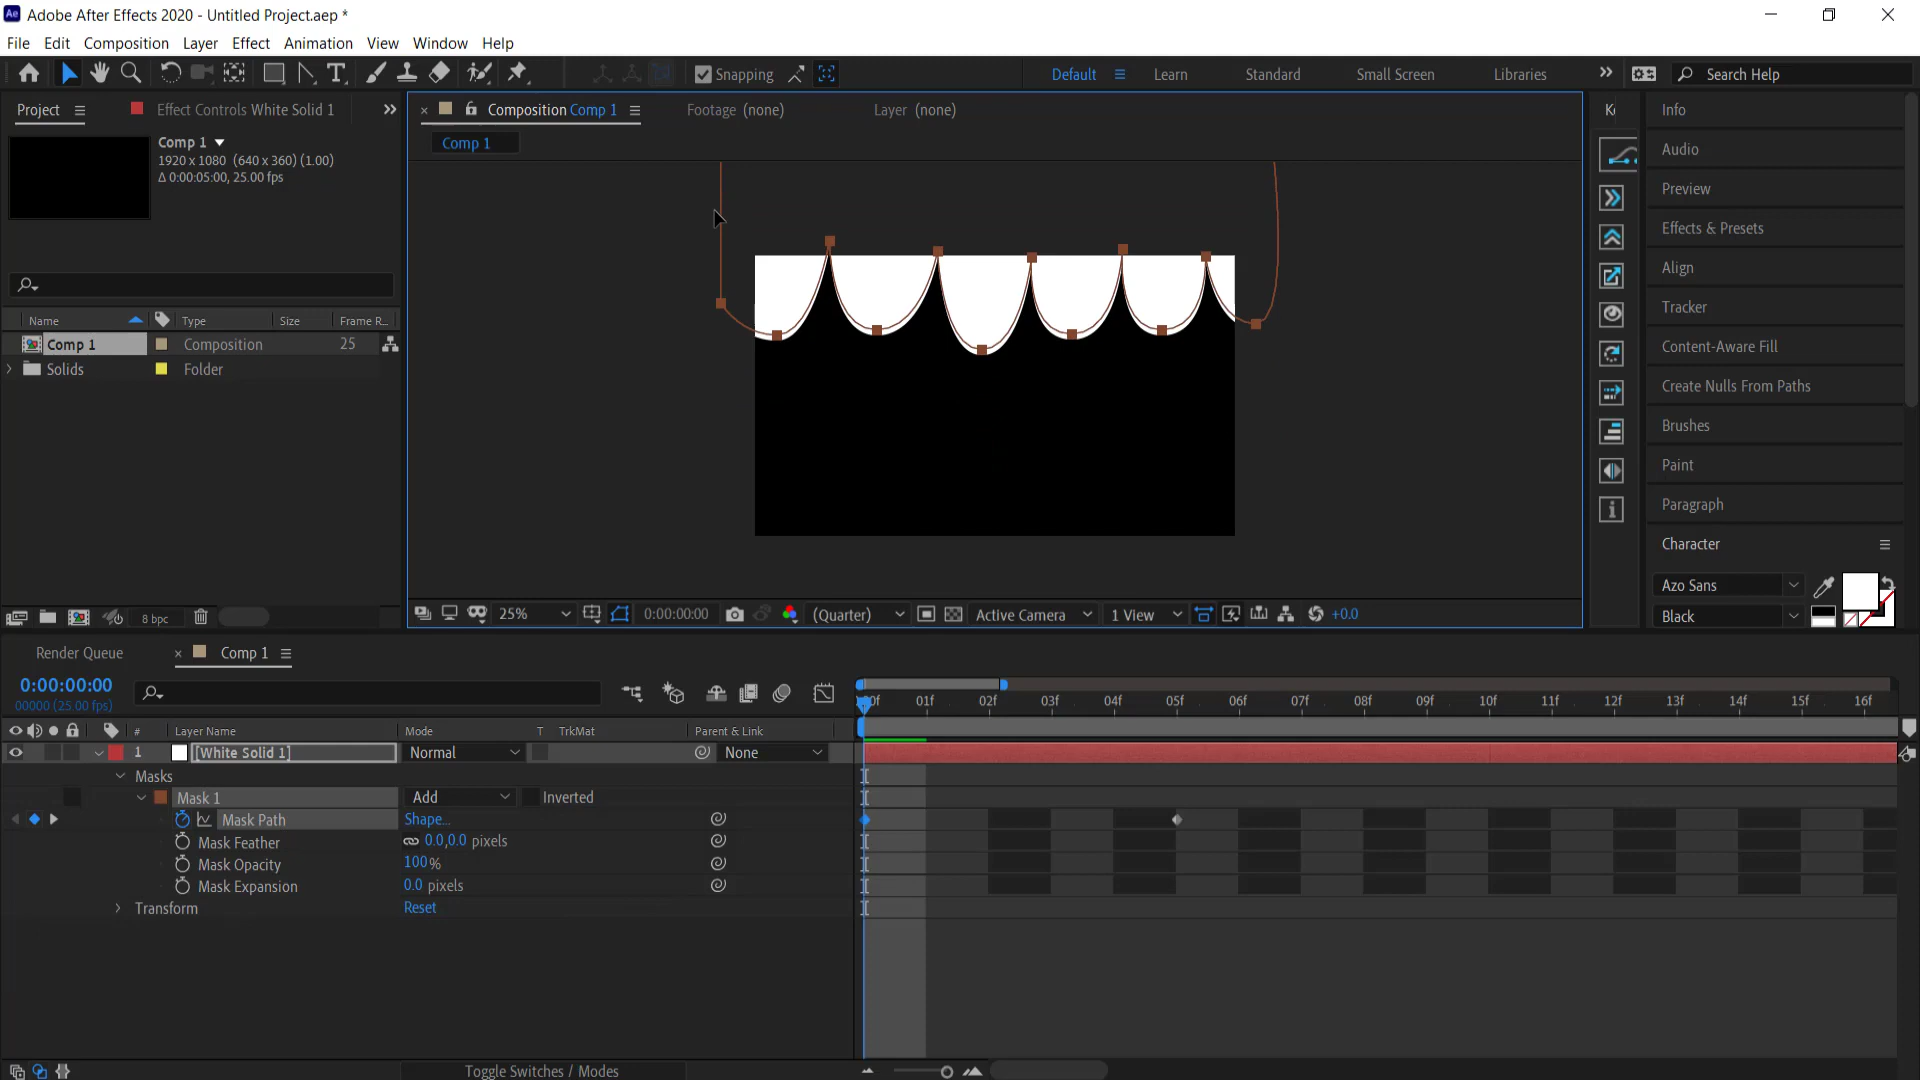 Adobe After Effects 2020 - Untitled Project.aep *
File Edit Composition Layer Effect Animation View Window Help
Snapping Default Learn Standard Small Screen Libraries Search Help
Project Effect Controls White Solid 1 Composition Comp 1 Footage (none) Layer (none)
Comp 1
Comp 1
1920 x 1080 (640 x 360) (1.00)
Δ 0:00:05:00, 25.00 fps
Name Type Size Frame R...
Comp 1 Composition 25
Solids Folder
8 bpc
25% 0:00:00:00 (Quarter) Active Camera 1 View +0.0
Info
Audio
Preview
Effects & Presets
Align
Tracker
Content-Aware Fill
Create Nulls From Paths
Brushes
Paint
Paragraph
Character
Azo Sans
Black
Render Queue Comp 1
0:00:00:00
00000 (25.00 fps)
01f 02f 03f 04f 05f 06f 07f 08f 09f 10f 11f 12f 13f 14f 15f 16f
# Layer Name Mode T TrkMat Parent & Link
1 [White Solid 1] Normal None
Masks
Mask 1 Add Inverted
Mask Path Shape...
Mask Feather 0.0,0.0 pixels
Mask Opacity 100%
Mask Expansion 0.0 pixels
Transform Reset
Toggle Switches / Modes